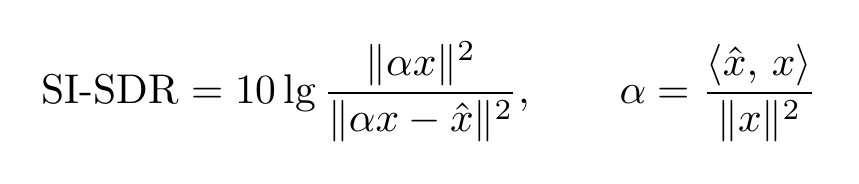 SI-SDR = 10 lg ‖αx‖² / ‖αx − x̂‖², α = ⟨x̂, x⟩ / ‖x‖²